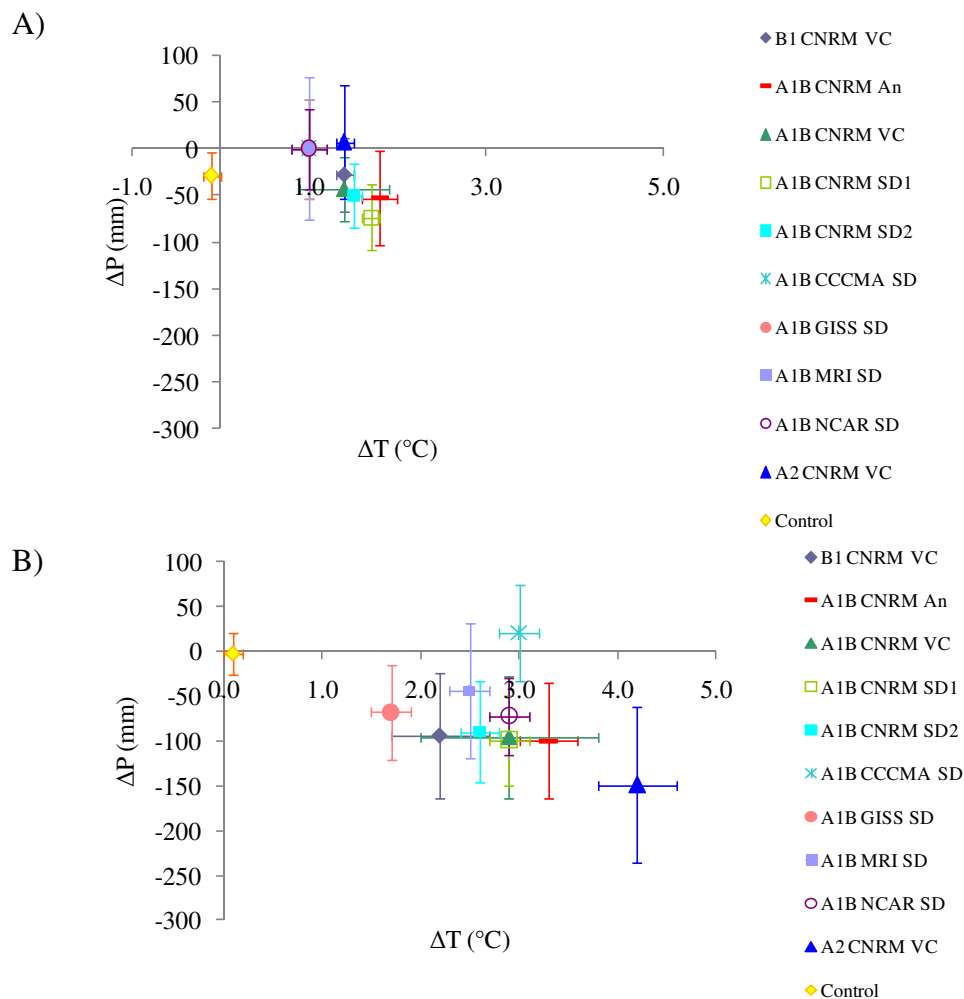 A)
100
50
0
-50
-100
-150
-200
-250
-300
-1.0 1.0 3.0 5.0
ΔP (mm)
ΔT (°C)
B1 CNRM VC
A1B CNRM An
A1B CNRM VC
A1B CNRM SD1
A1B CNRM SD2
A1B CCCMA SD
A1B GISS SD
A1B MRI SD
A1B NCAR SD
A2 CNRM VC
Control
B)
100
50
0
-50
-100
-150
-200
-250
-300
0.0 1.0 2.0 3.0 4.0 5.0
ΔP (mm)
ΔT (°C)
B1 CNRM VC
A1B CNRM An
A1B CNRM VC
A1B CNRM SD1
A1B CNRM SD2
A1B CCCMA SD
A1B GISS SD
A1B MRI SD
A1B NCAR SD
A2 CNRM VC
Control